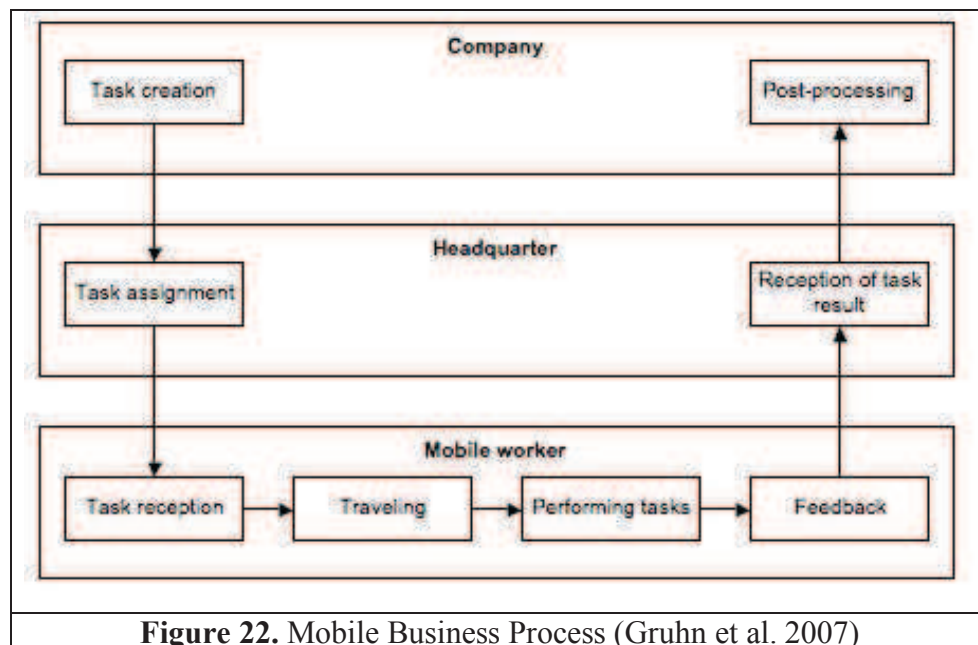 Company
Task creation
Post-processing
Headquarter
Task assignment
Reception of task
result
Mobile worker
Task reception
Traveling
Performing tasks
Feedback
Figure 22. Mobile Business Process (Gruhn et al. 2007)